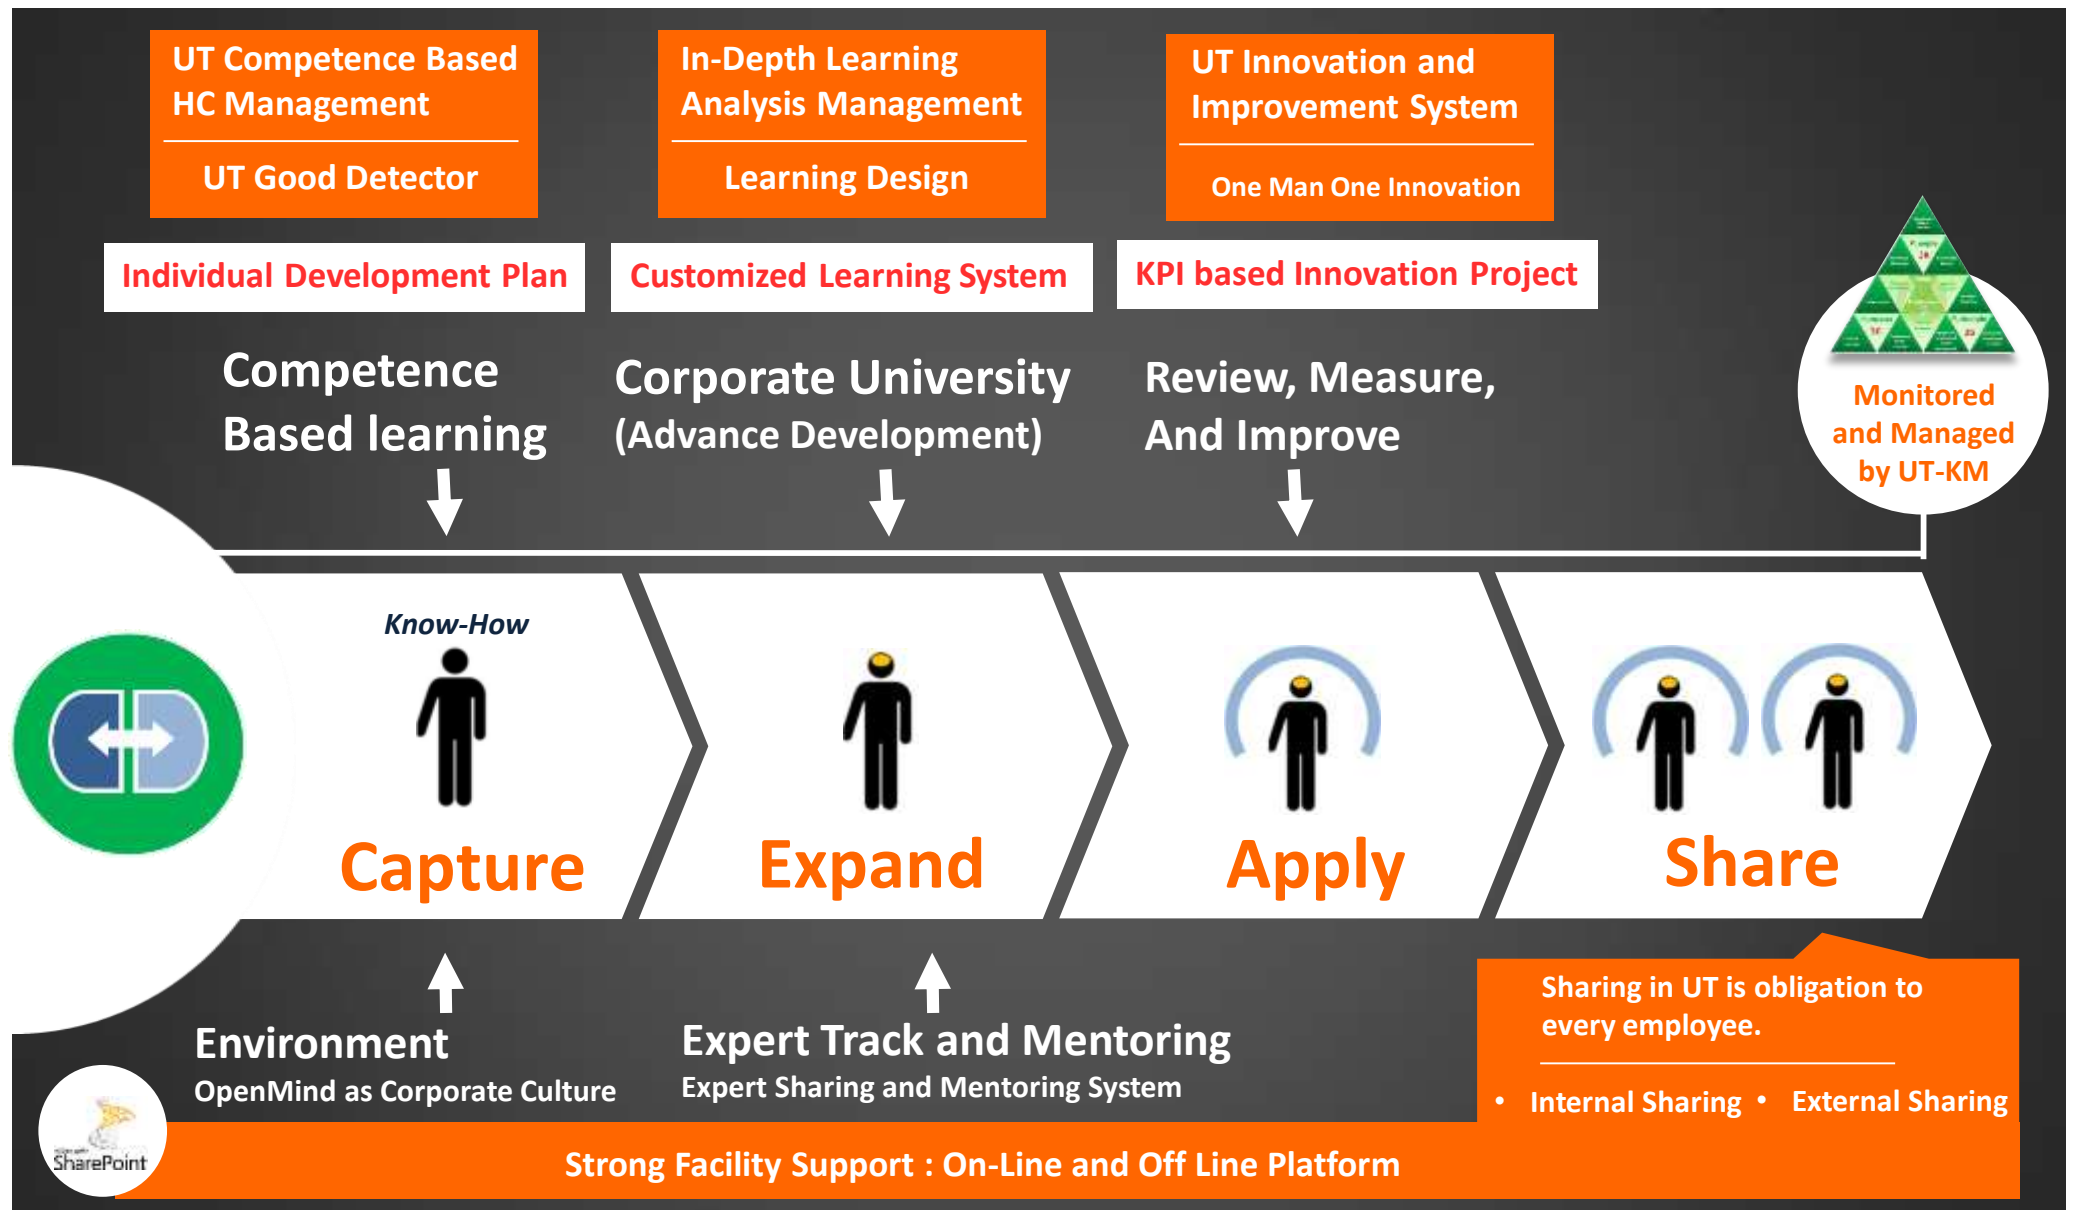 UT Competence Based
HC Management
UT Good Detector
In-Depth Learning
Analysis Management
Learning Design
UT Innovation and
Improvement System
One Man One Innovation
Individual Development Plan
Customized Learning System
KPI based Innovation Project
Competence
Based learning
Corporate University
(Advance Development)
Review, Measure,
And Improve
Monitored
and Managed
by UT-KM
Know-How
Capture
Expand
Apply
Share
Environment
OpenMind as Corporate Culture
Expert Track and Mentoring
Expert Sharing and Mentoring System
Sharing in UT is obligation to
every employee.
• Internal Sharing • External Sharing
SharePoint
Strong Facility Support : On-Line and Off Line Platform